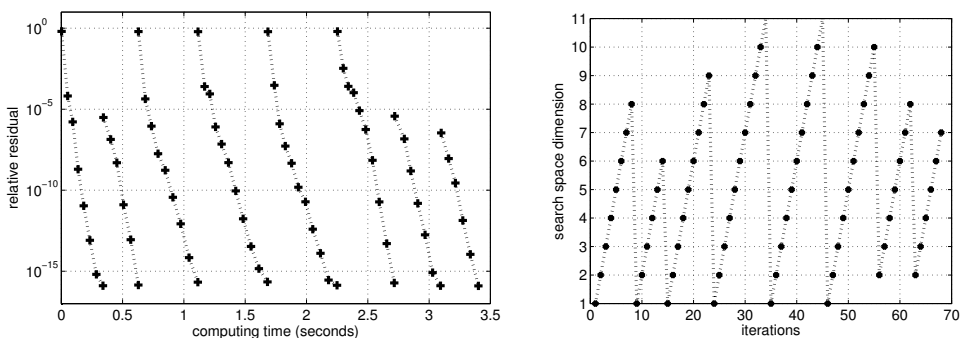 10^0
10^-5
10^-10
10^-15
relative residual
0 0.5 1 1.5 2 2.5 3 3.5
computing time (seconds)
11
10
9
8
7
6
5
4
3
2
1
search space dimension
0 10 20 30 40 50 60 70
iterations